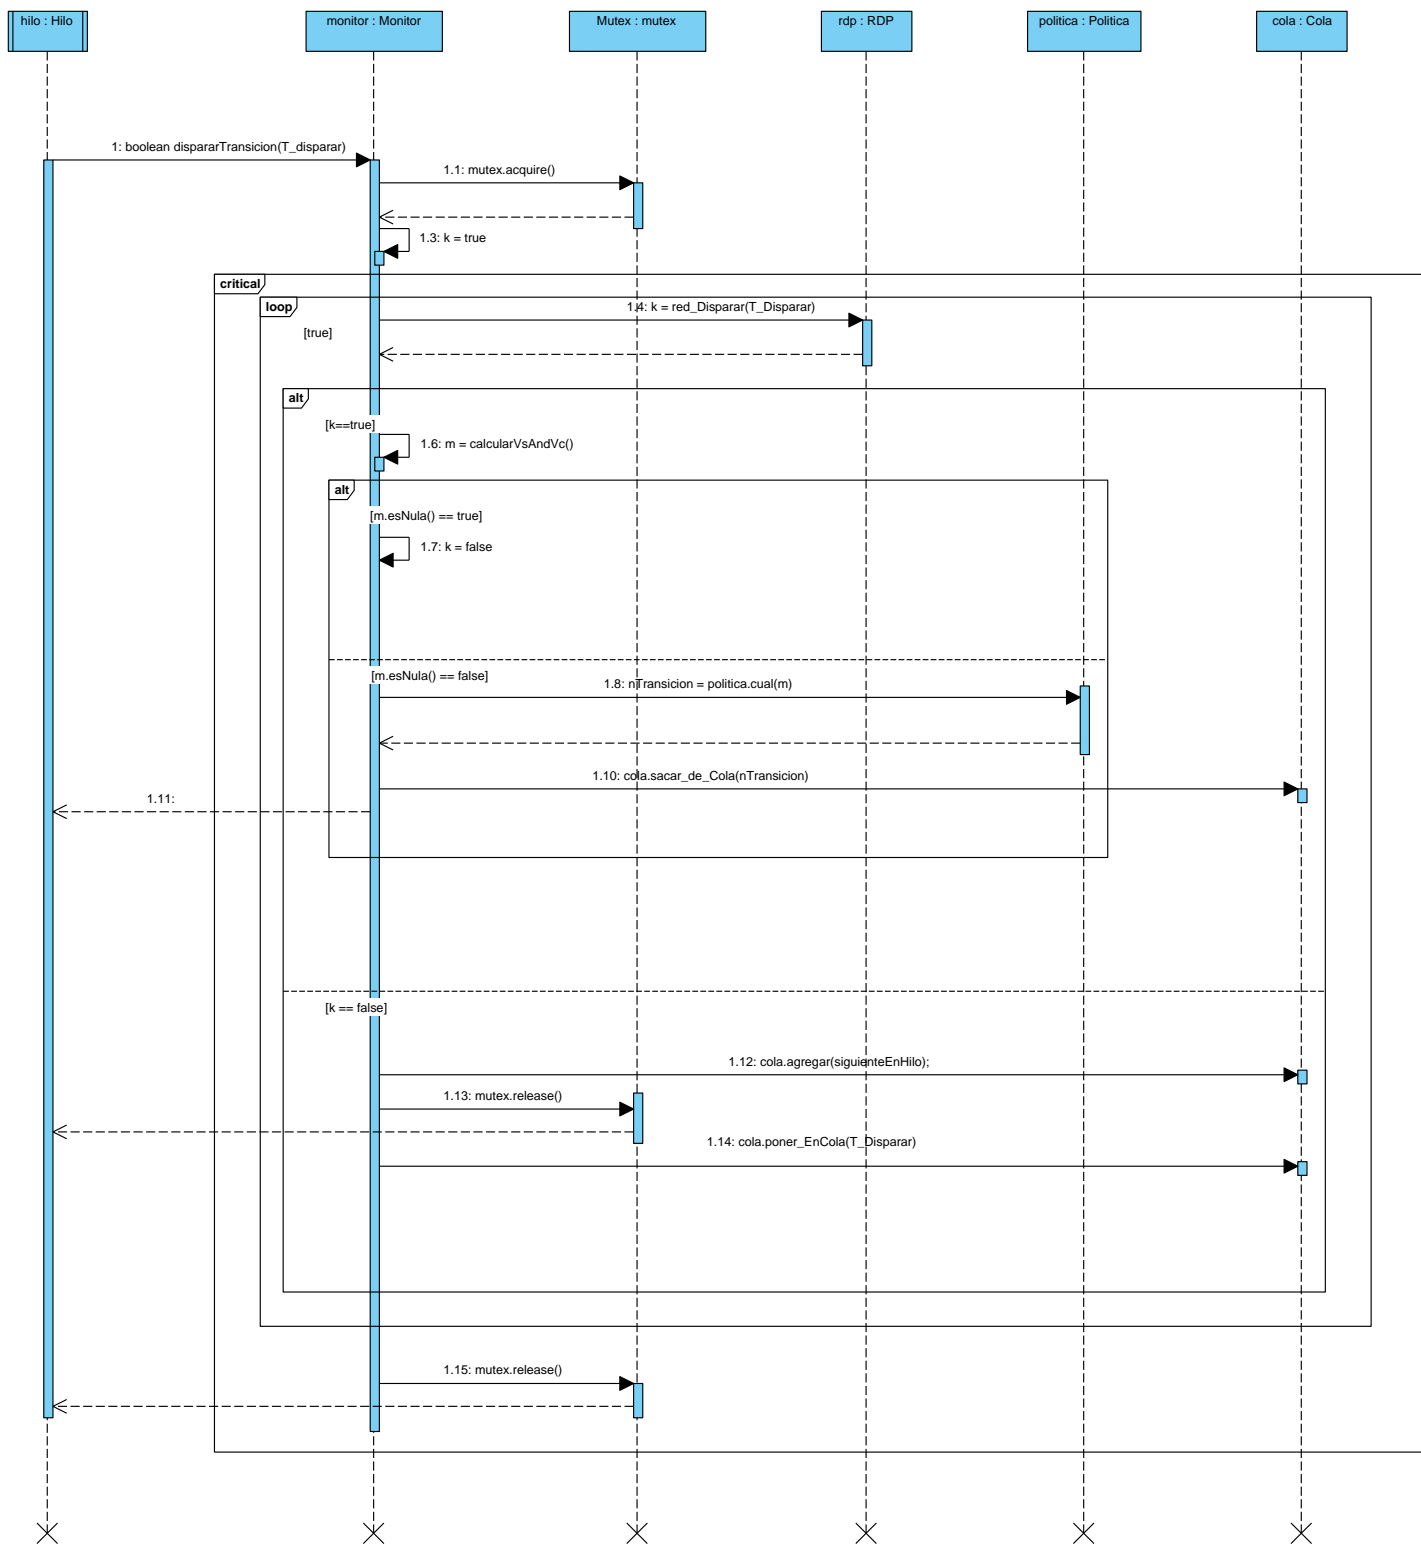 hilo : Hilo
monitor : Monitor
Mutex : mutex
rdp : RDP
politica : Politica
cola : Cola
1: boolean dispararTransicion(T_disparar)
1.1: mutex.acquire()
1.3: k = true
critical
loop
1.4: k = red_Disparar(T_Disparar)
[true]
alt
[k==true]
1.6: m = calcularVsAndVc()
alt
[m.esNula() == true]
1.7: k = false
[m.esNula() == false]
1.8: nTransicion = politica.cual(m)
1.10: cola.sacar_de_Cola(nTransicion)
1.11:
[k == false]
1.12: cola.agregar(siguienteEnHilo);
1.13: mutex.release()
1.14: cola.poner_EnCola(T_Disparar)
1.15: mutex.release()